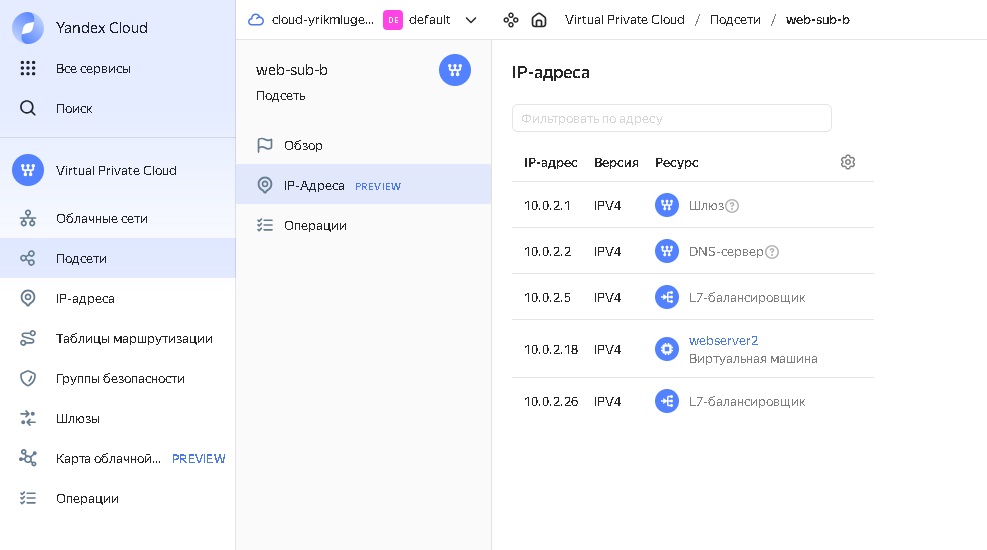 Yandex Cloud
Все сервисы
Поиск
Virtual Private Cloud
Облачные сети
Подсети
IP-адреса
Таблицы маршрутизации
Группы безопасности
Шлюзы
Карта облачной... PREVIEW
Операции
cloud-yrikmluge... DE default
Virtual Private Cloud / Подсети / web-sub-b
web-sub-b
Подсеть
Обзор
IP-Адреса PREVIEW
Операции
IP-адреса
Фильтровать по адресу
IP-адрес Версия Ресурс
10.0.2.1 IPV4 Шлюз
10.0.2.2 IPV4 DNS-сервер
10.0.2.5 IPV4 L7-балансировщик
10.0.2.18 IPV4 webserver2
Виртуальная машина
10.0.2.26 IPV4 L7-балансировщик